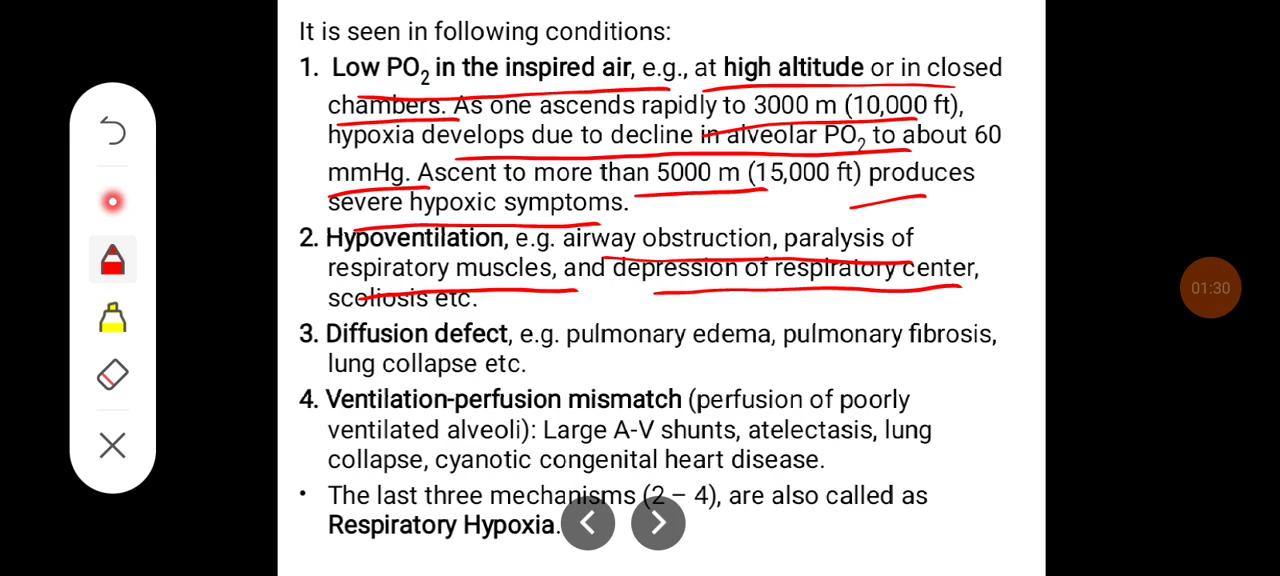 It is seen in following conditions:
1. Low PO2 in the inspired air, e.g., at high altitude or in closed
chambers. As one ascends rapidly to 3000 m (10,000 ft),
hypoxia develops due to decline in alveolar PO2 to about 60
mmHg. Ascent to more than 5000 m (15,000 ft) produces
severe hypoxic symptoms.
2. Hypoventilation, e.g. airway obstruction, paralysis of
respiratory muscles, and depression of respiratory center,
scoliosis etc.
3. Diffusion defect, e.g. pulmonary edema, pulmonary fibrosis,
lung collapse etc.
4. Ventilation-perfusion mismatch (perfusion of poorly
ventilated alveoli): Large A-V shunts, atelectasis, lung
collapse, cyanotic congenital heart disease.
• The last three mechanisms (2 – 4), are also called as
Respiratory Hypoxia.
01:30